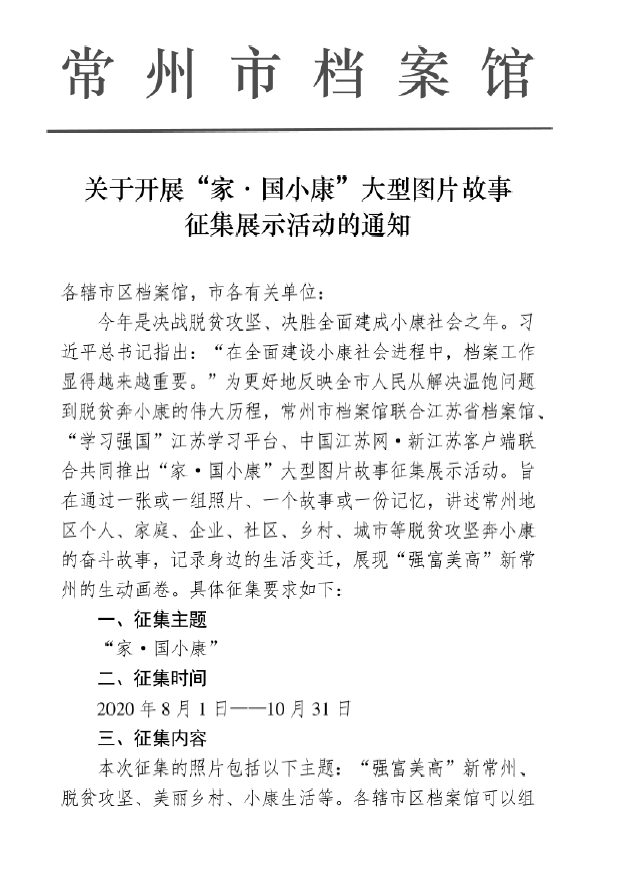 常州市档案馆
关于开展“家·国小康”大型图片故事
征集展示活动的通知
各辖市区档案馆，市各有关单位：
今年是决战脱贫攻坚、决胜全面建成小康社会之年。习
近平总书记指出：“在全面建设小康社会进程中，档案工作
显得越来越重要。”为更好地反映全市人民从解决温饱问题
到脱贫奔小康的伟大历程，常州市档案馆联合江苏省档案馆、
“学习强国”江苏学习平台、中国江苏网·新江苏客户端联
合共同推出“家·国小康”大型图片故事征集展示活动。旨
在通过一张或一组照片、一个故事或一份记忆，讲述常州地
区个人、家庭、企业、社区、乡村、城市等脱贫攻坚奔小康
的奋斗故事，记录身边的生活变迁，展现“强富美高”新常
州的生动画卷。具体征集要求如下：
一、征集主题
“家·国小康”
二、征集时间
2020年8月1日——10月31日
三、征集内容
本次征集的照片包括以下主题：“强富美高”新常州、
脱贫攻坚、美丽乡村、小康生活等。各辖市区档案馆可以组